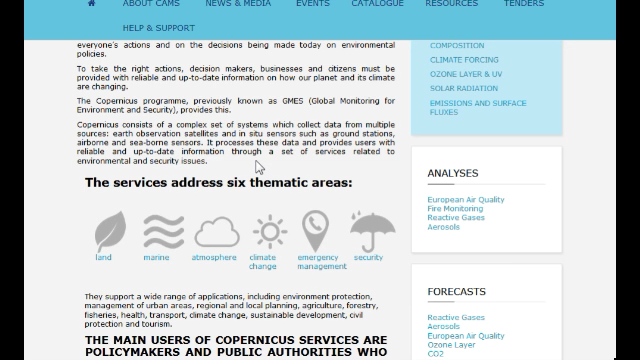 ABOUT CAMS NEWS & MEDIA EVENTS CATALOGUE RESOURCES TENDERS
HELP & SUPPORT
everyone's actions and on the decisions being made today on environmental
policies.
To take the right actions, decision makers, businesses and citizens must be
provided with reliable and up-to-date information on how our planet and its climate
are changing.
The Copernicus programme, previously known as GMES (Global Monitoring for
Environment and Security), provides this.
Copernicus consists of a complex set of systems which collect data from multiple
sources: earth observation satellites and in situ sensors such as ground stations,
airborne and sea-borne sensors. It processes these data and provides users with
reliable and up-to-date information through a set of services related to
environmental and security issues.
The services address six thematic areas:
land marine atmosphere climate change emergency management security
They support a wide range of applications, including environment protection,
management of urban areas, regional and local planning, agriculture, forestry,
fisheries, health, transport, climate change, sustainable development, civil
protection and tourism.
THE MAIN USERS OF COPERNICUS SERVICES ARE
POLICYMAKERS AND PUBLIC AUTHORITIES WHO
COMPOSITION
CLIMATE FORCING
OZONE LAYER & UV
SOLAR RADIATION
EMISSIONS AND SURFACE
FLUXES
ANALYSES
European Air Quality
Fire Monitoring
Reactive Gases
Aerosols
FORECASTS
Reactive Gases
Aerosols
European Air Quality
Ozone Layer
CO2